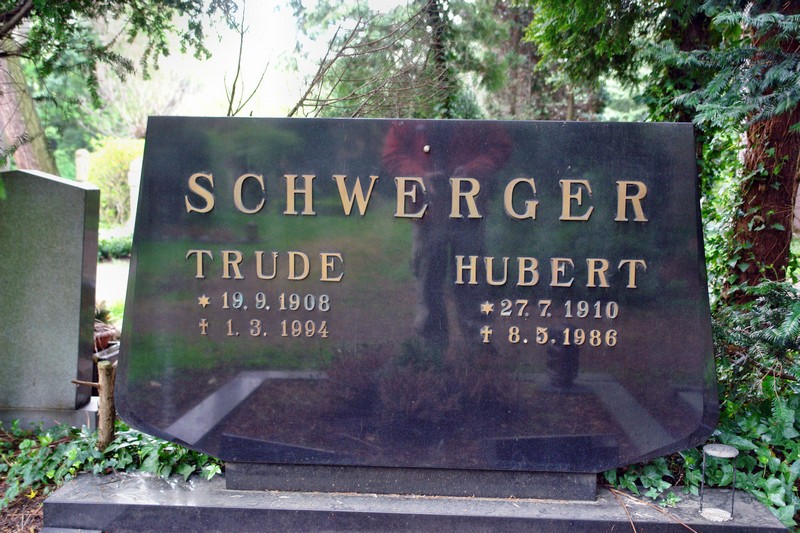 SCHWERGER
TRUDE
* 19. 9. 1908
† 1. 3. 1994
HUBERT
* 27. 7. 1910
† 8. 5. 1986